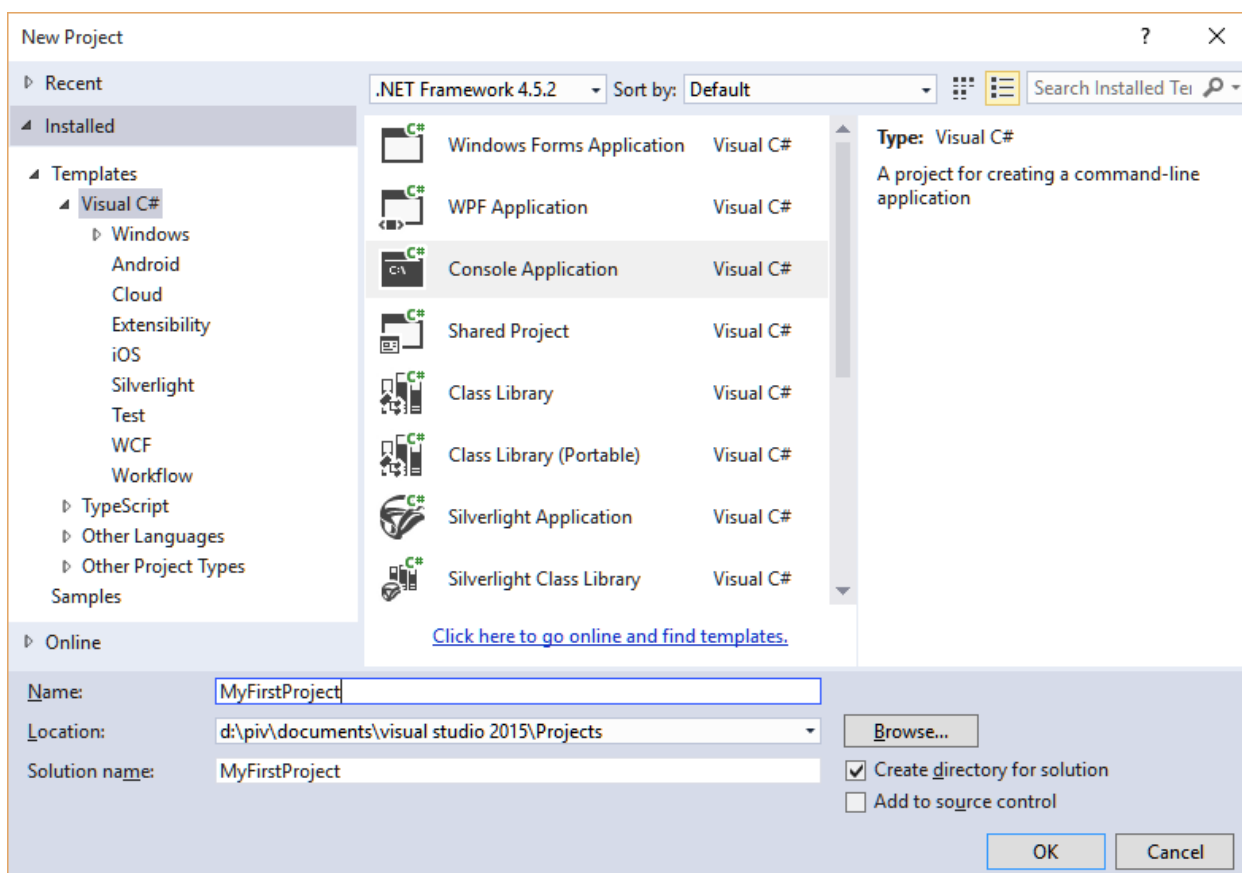 New Project
?
Recent
.NET Framework 4.5.2
Sort by:
Default
Search Installed Te
Installed
Templates
Visual C#
Windows
Android
Cloud
Extensibility
iOS
Silverlight
Test
WCF
Workflow
TypeScript
Other Languages
Other Project Types
Samples
Online
C#
Windows Forms Application Visual C#
C#
WPF Application Visual C#
C#
C:\
Console Application Visual C#
C#
Shared Project Visual C#
C#
Class Library Visual C#
C#
Class Library (Portable) Visual C#
C#
Silverlight Application Visual C#
C#
Silverlight Class Library Visual C#
Click here to go online and find templates.
Type: Visual C#
A project for creating a command-line
application
Name: MyFirstProject
Location: d:\piv\documents\visual studio 2015\Projects
Browse...
Solution name: MyFirstProject
Create directory for solution
Add to source control
OK
Cancel